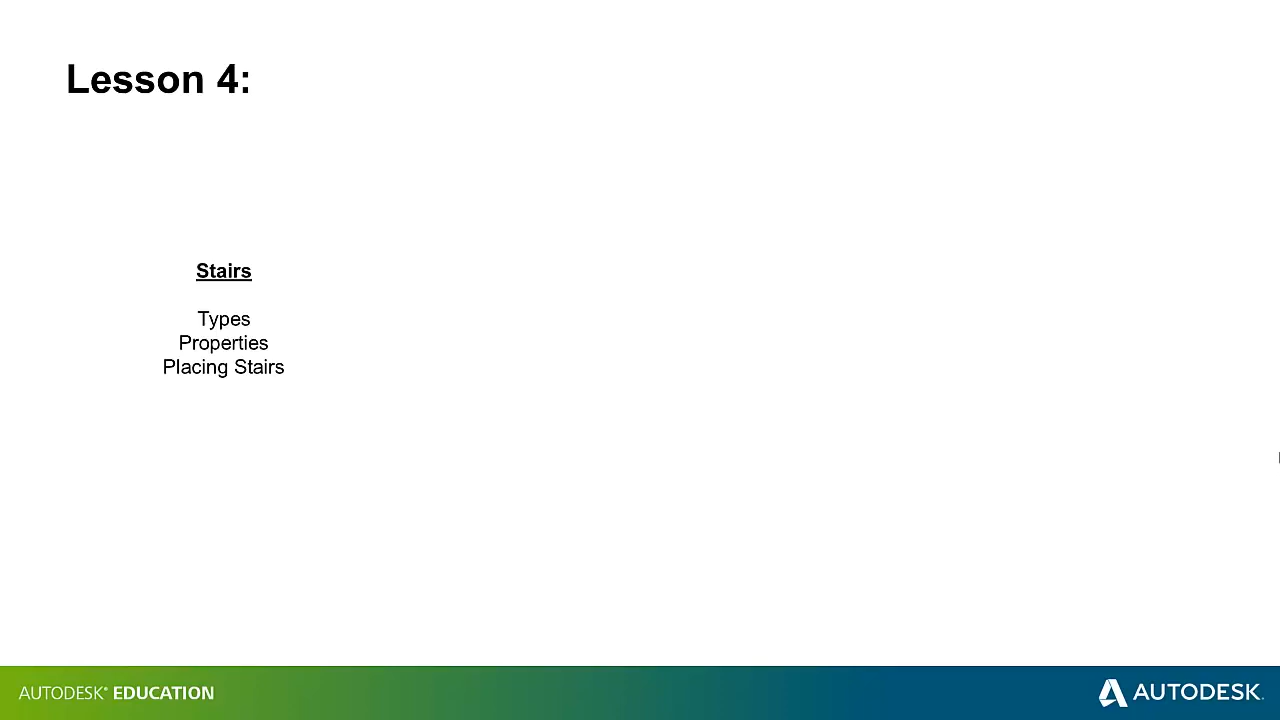 Lesson 4:
Stairs
Types
Properties
Placing Stairs
AUTODESK® EDUCATION
AUTODESK.